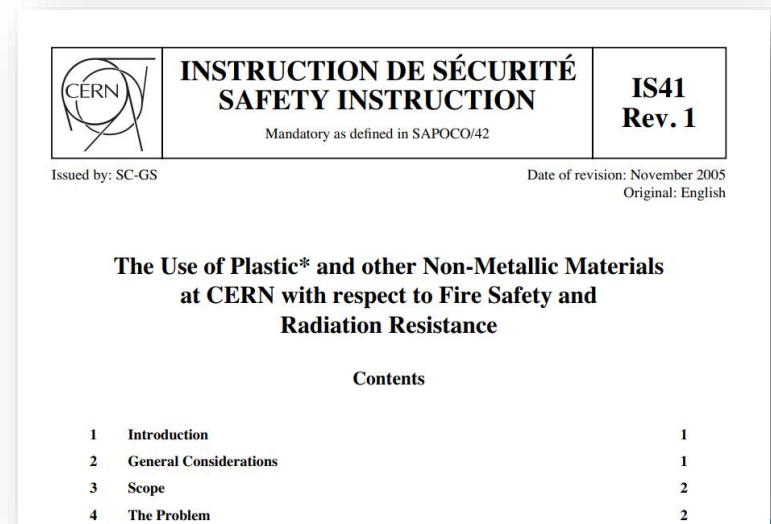 CERN
INSTRUCTION DE SÉCURITÉ
SAFETY INSTRUCTION
Mandatory as defined in SAPOCO/42
IS41
Rev. 1
Issued by: SC-GS
Date of revision: November 2005
Original: English
The Use of Plastic* and other Non-Metallic Materials
at CERN with respect to Fire Safety and
Radiation Resistance
Contents
1 Introduction 1
2 General Considerations 1
3 Scope 2
4 The Problem 2